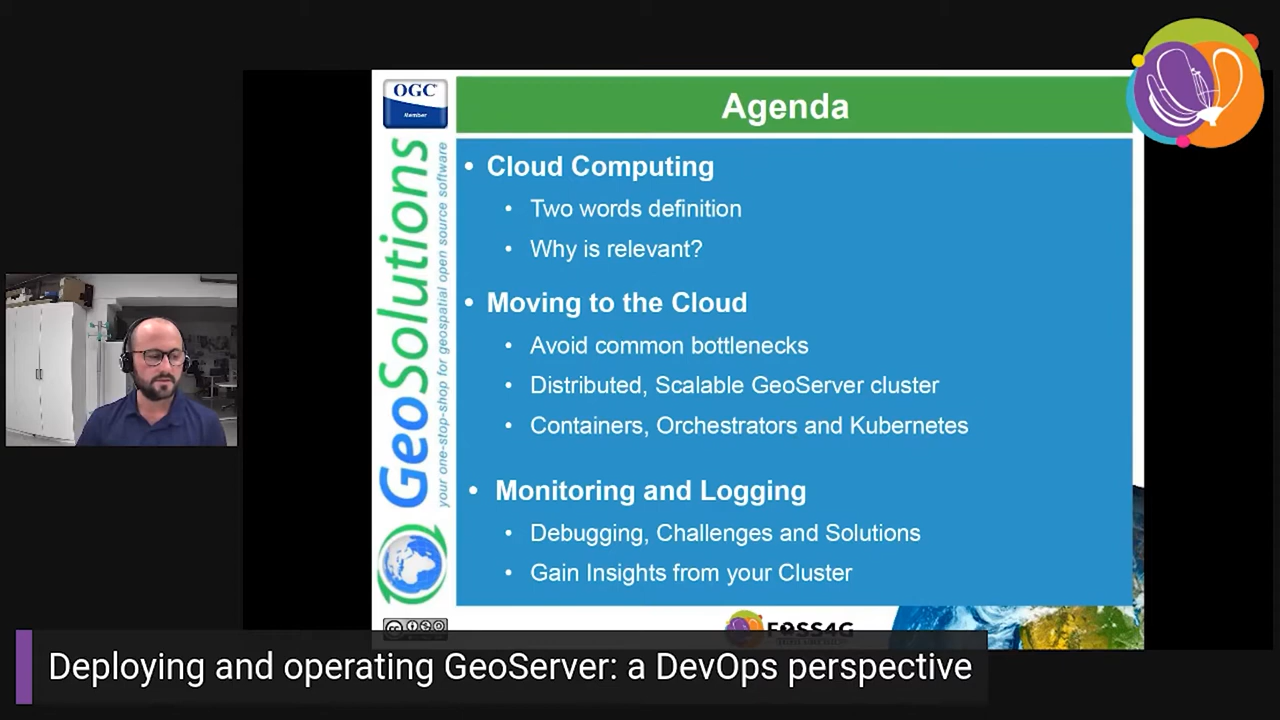 OGC
Member
Agenda
GeoSolutions
your one-stop-shop for geospatial open source software
• Cloud Computing
• Two words definition
• Why is relevant?
• Moving to the Cloud
• Avoid common bottlenecks
• Distributed, Scalable GeoServer cluster
• Containers, Orchestrators and Kubernetes
• Monitoring and Logging
• Debugging, Challenges and Solutions
• Gain Insights from your Cluster
FOSS4G
Deploying and operating GeoServer: a DevOps perspective